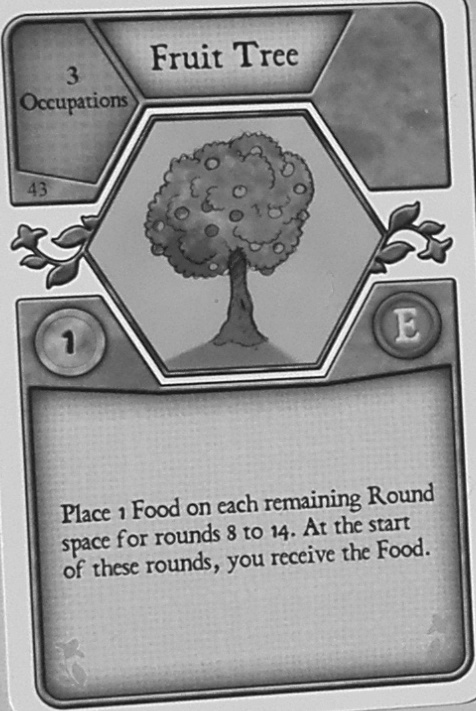 Fruit Tree
3
Occupations
43
1
E
Place 1 Food on each remaining Round
space for rounds 8 to 14. At the start
of these rounds, you receive the Food.